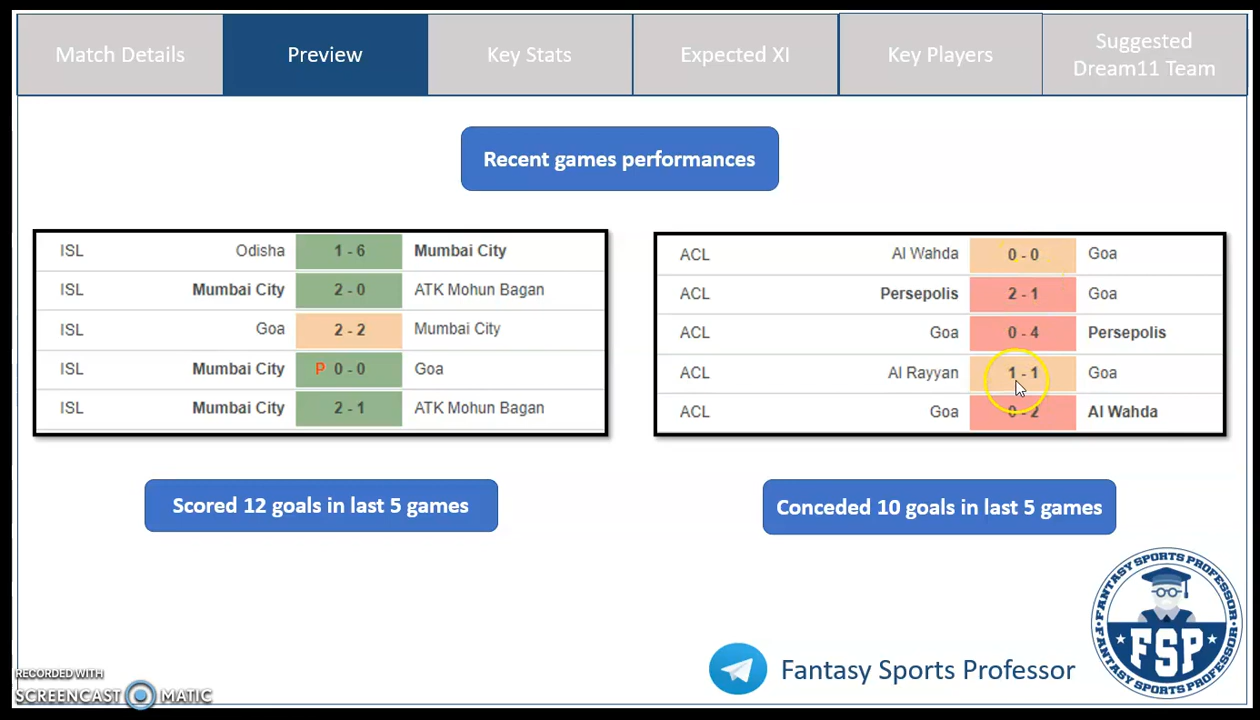 Match Details
Preview
Key Stats
Expected XI
Key Players
Suggested
Dream11 Team
Recent games performances
ISL Odisha 1 - 6 Mumbai City
ISL Mumbai City 2 - 0 ATK Mohun Bagan
ISL Goa 2 - 2 Mumbai City
ISL Mumbai City P 0 - 0 Goa
ISL Mumbai City 2 - 1 ATK Mohun Bagan
ACL Al Wahda 0 - 0 Goa
ACL Persepolis 2 - 1 Goa
ACL Goa 0 - 4 Persepolis
ACL Al Rayyan 1 - 1 Goa
ACL Goa 0 - 2 Al Wahda
Scored 12 goals in last 5 games
Conceded 10 goals in last 5 games
•FANTASY SPORTS PROFESSOR•
FSP
FANTASY SPORTS PROFESSOR
Fantasy Sports Professor
RECORDED WITH
SCREENCAST MATIC